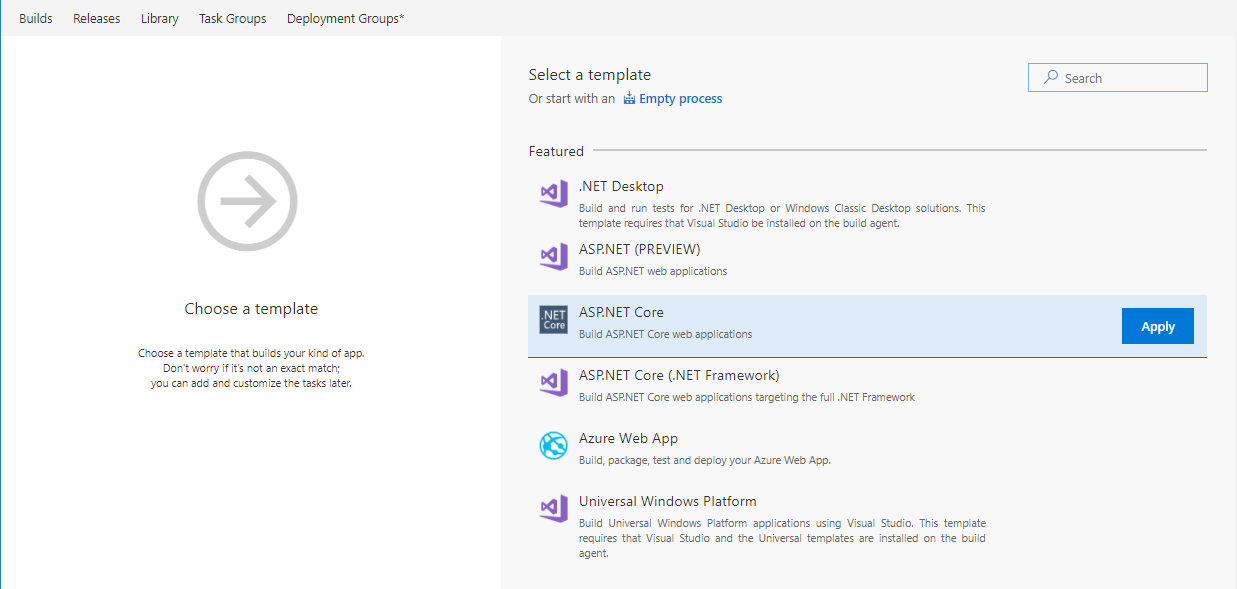 Builds Releases Library Task Groups Deployment Groups*
Choose a template
Choose a template that builds your kind of app.
Don't worry if it's not an exact match;
you can add and customize the tasks later.
Select a template
Search
Or start with an Empty process
Featured
.NET Desktop
Build and run tests for .NET Desktop or Windows Classic Desktop solutions. This
template requires that Visual Studio be installed on the build agent.
ASP.NET (PREVIEW)
Build ASP.NET web applications
.NET
Core
ASP.NET Core
Build ASP.NET Core web applications
Apply
ASP.NET Core (.NET Framework)
Build ASP.NET Core web applications targeting the full .NET Framework
Azure Web App
Build, package, test and deploy your Azure Web App.
Universal Windows Platform
Build Universal Windows Platform applications using Visual Studio. This template
requires that Visual Studio and the Universal templates are installed on the build
agent.